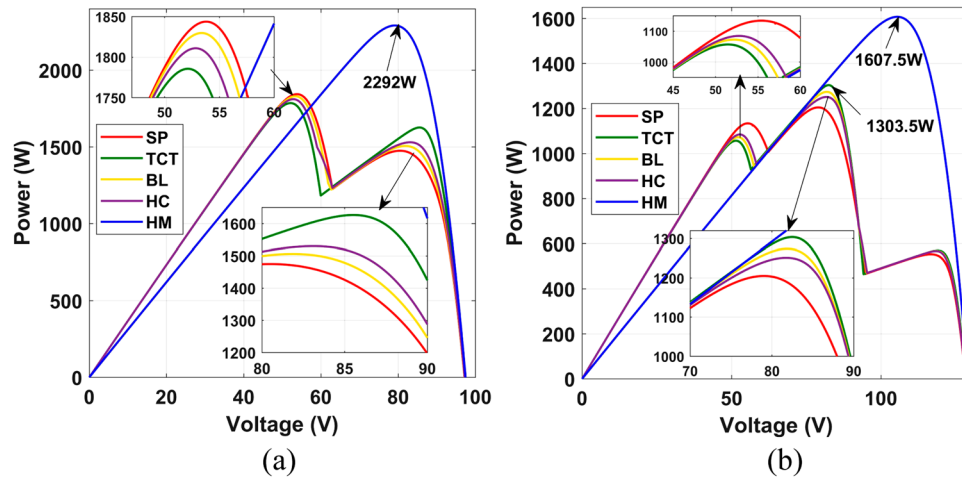 (a)
Power (W)
2000
1500
1000
500
0
0
20
40
60
80
100
Voltage (V)
2292W
SP
TCT
BL
HC
HM
1850
1800
1750
50
55
60
1600
1500
1400
1300
1200
80
85
90
(b)
Power (W)
1600
1400
1200
1000
800
600
400
200
0
0
50
100
Voltage (V)
1607.5W
1303.5W
SP
TCT
BL
HC
HM
1100
1000
45
50
55
60
1300
1200
1100
1000
70
80
90